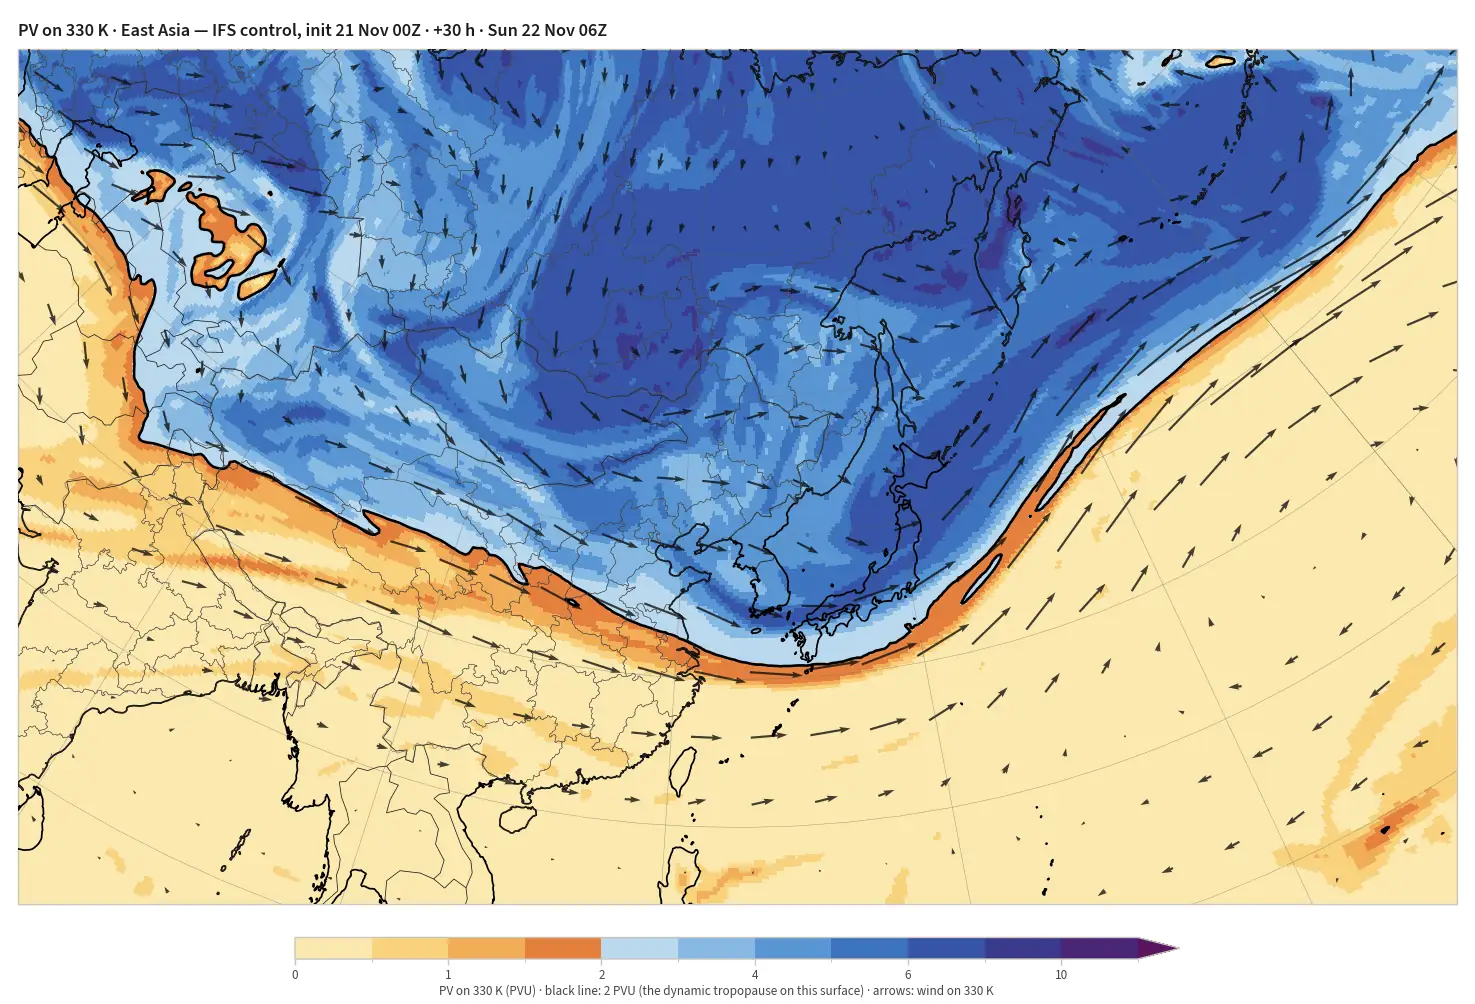 PV on 330 K · East Asia — IFS control, init 21 Nov 00Z · +30 h · Sun 22 Nov 06Z
0 1 2 4 6 10
PV on 330 K (PVU) · black line: 2 PVU (the dynamic tropopause on this surface) · arrows: wind on 330 K